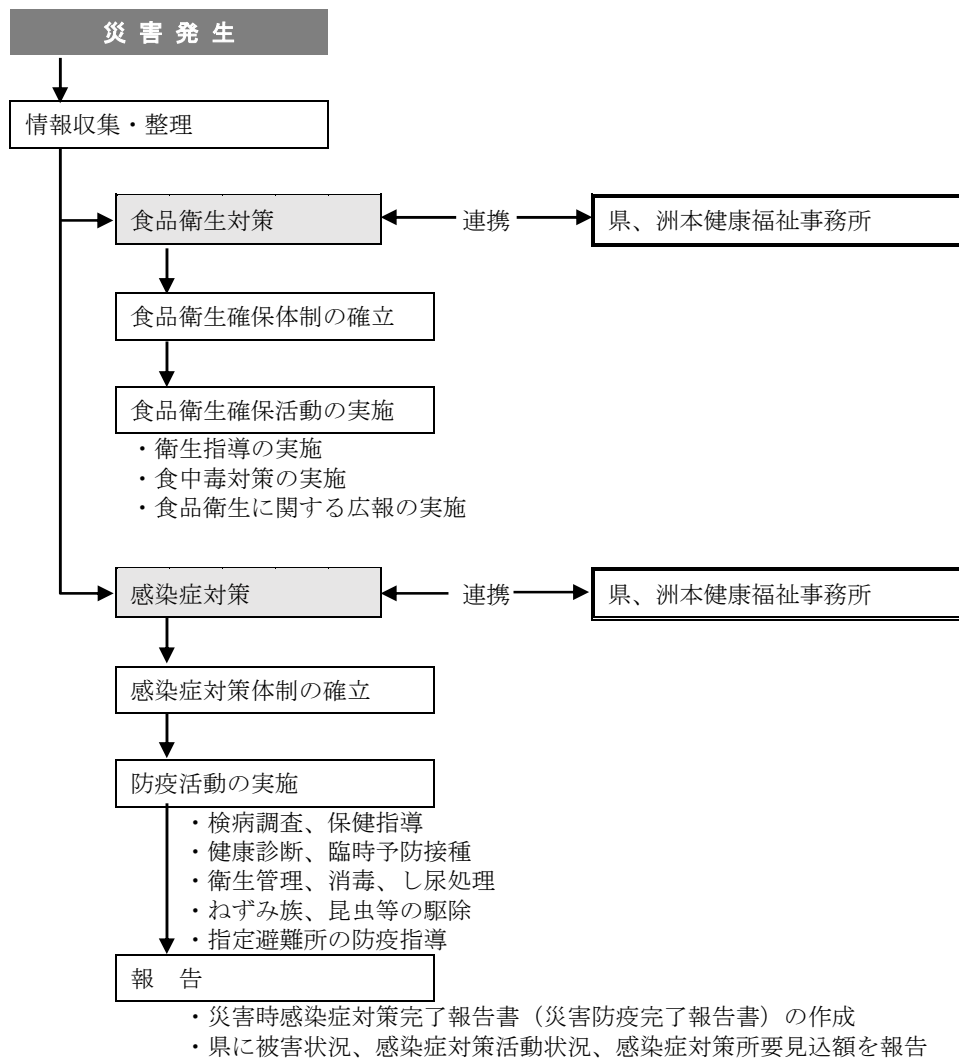 災 害 発 生
情報収集・整理
食品衛生対策
連携
県、洲本健康福祉事務所
食品衛生確保体制の確立
食品衛生確保活動の実施
・衛生指導の実施
・食中毒対策の実施
・食品衛生に関する広報の実施
感染症対策
連携
県、洲本健康福祉事務所
感染症対策体制の確立
防疫活動の実施
・検病調査、保健指導
・健康診断、臨時予防接種
・衛生管理、消毒、し尿処理
・ねずみ族、昆虫等の駆除
・指定避難所の防疫指導
報　告
・災害時感染症対策完了報告書（災害防疫完了報告書）の作成
・県に被害状況、感染症対策活動状況、感染症対策所要見込額を報告